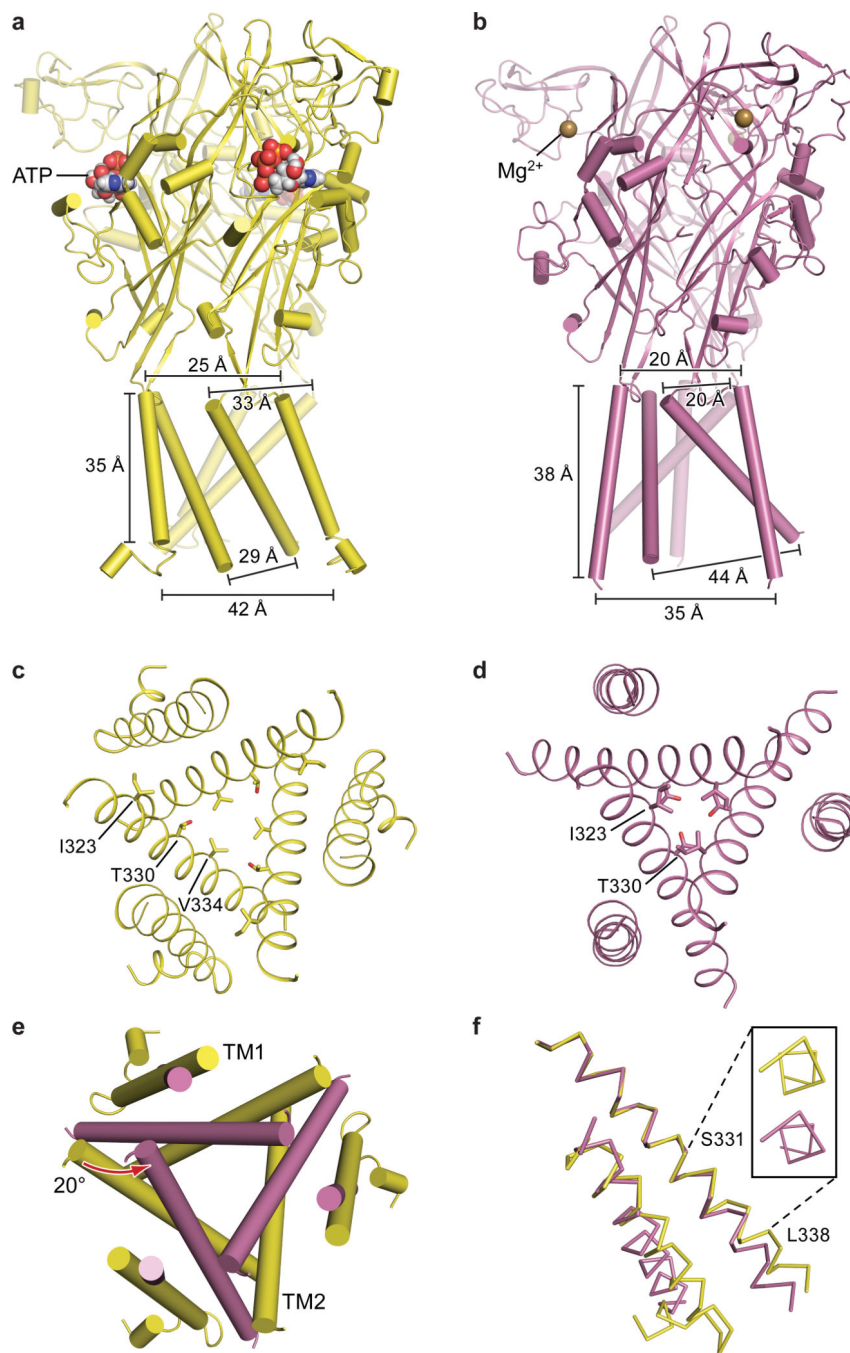 a
b
ATP
Mg2+
25 Å
33 Å
35 Å
29 Å
42 Å
20 Å
20 Å
38 Å
44 Å
35 Å
c
d
I323
T330
V334
I323
T330
e
f
TM1
20°
TM2
S331
L338